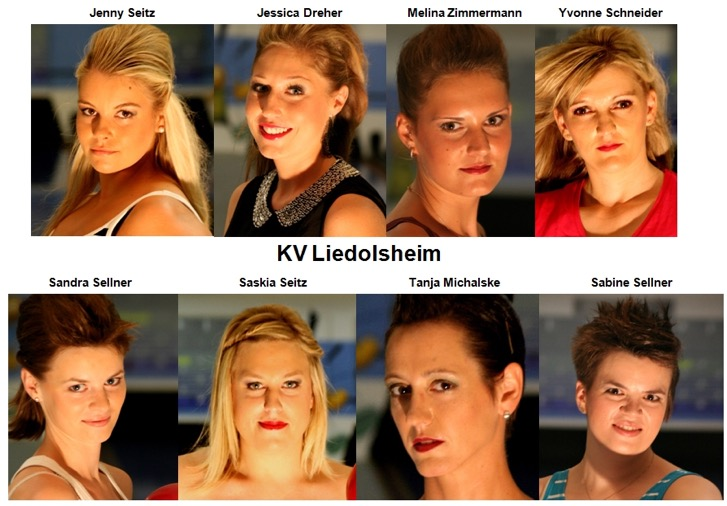 Jenny Seitz Jessica Dreher Melina Zimmermann Yvonne Schneider
KV Liedolsheim
Sandra Sellner Saskia Seitz Tanja Michalske Sabine Sellner